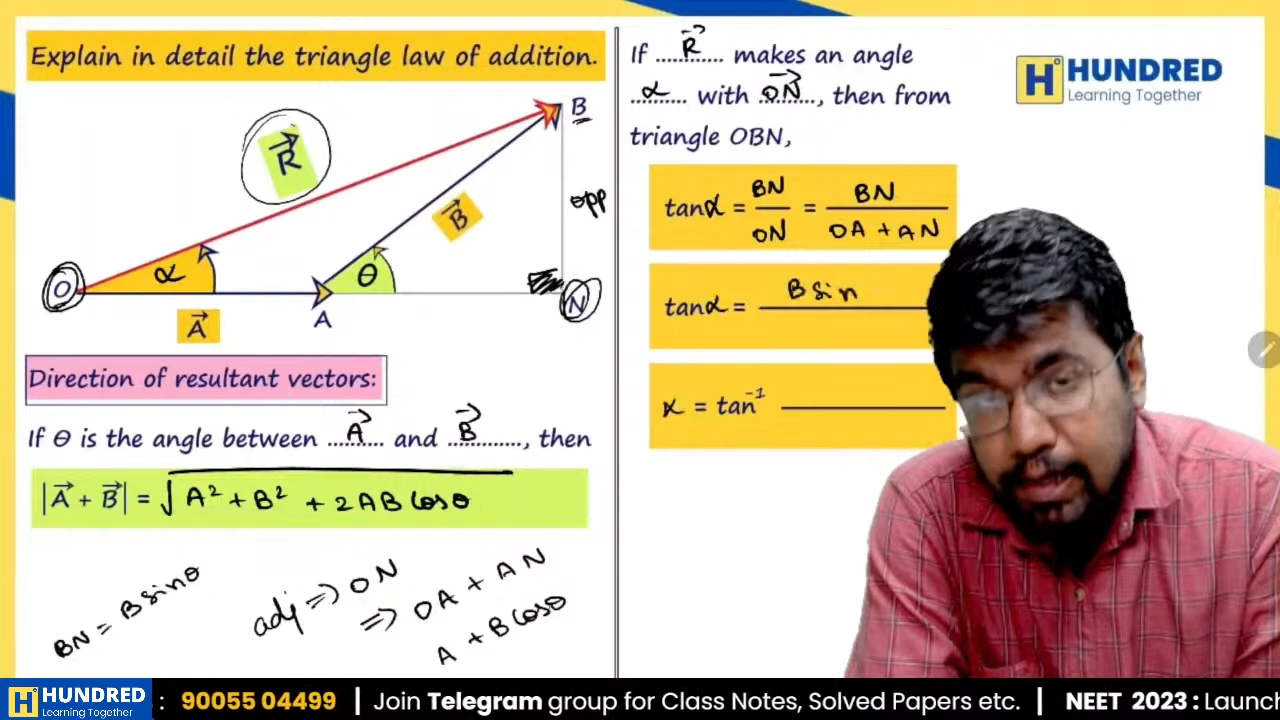 Explain in detail the triangle law of addition.
B
R
opp
B
α
θ
O
N
A
A
Direction of resultant vectors:
If θ is the angle between ...A... and ...B..., then
|A + B| = √A² + B² + 2AB Cosθ
BN = B sinθ
adj => ON
=> OA + AN
A + B Cosθ
If ...R... makes an angle
...α... with ...ON..., then from
triangle OBN,
tanα = BN/ON = BN/OA + AN
tanα = B sin
α = tan⁻¹
H HUNDRED
Learning Together
H HUNDRED
Learning Together
: 90055 04499 | Join Telegram group for Class Notes, Solved Papers etc. | NEET 2023 : Launc